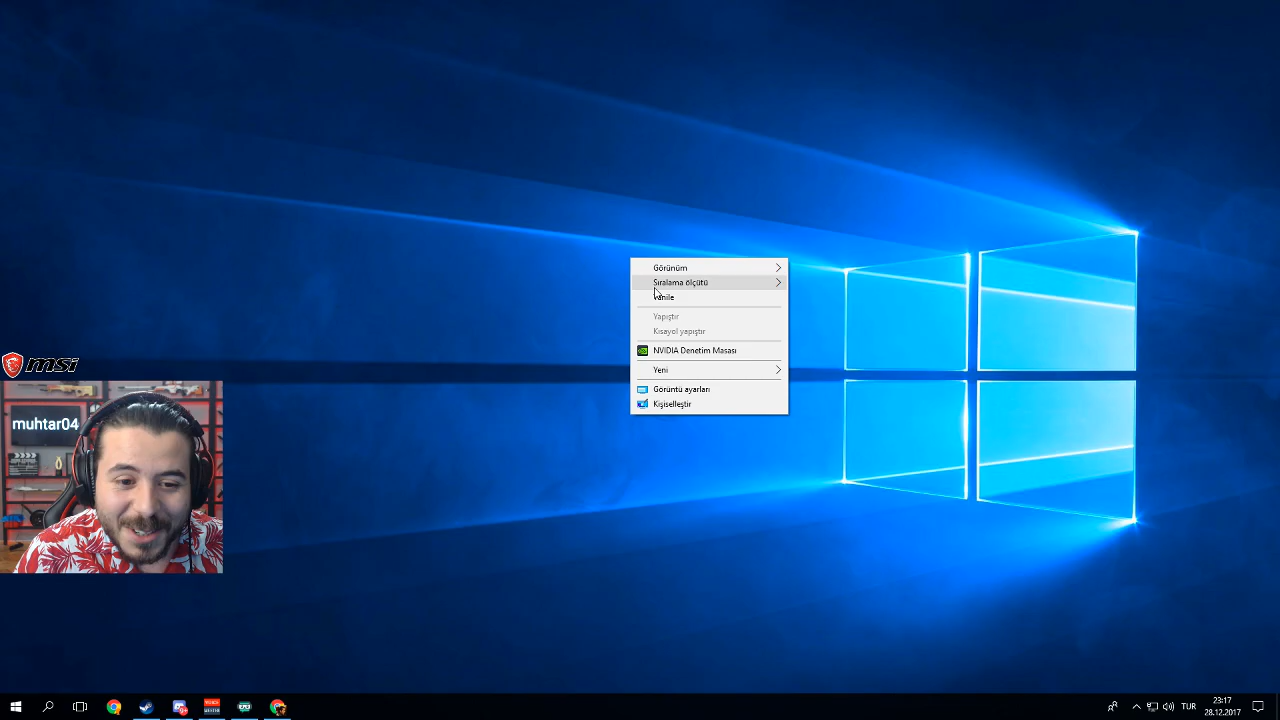 Görünüm
Sıralama ölçütü
Yapıştır
Kısayol yapıştır
NVIDIA Denetim Masası
Yeni
Görüntü ayarları
Kişiselleştir
msi
muhtar04
TUR
23:17
28.12.2017